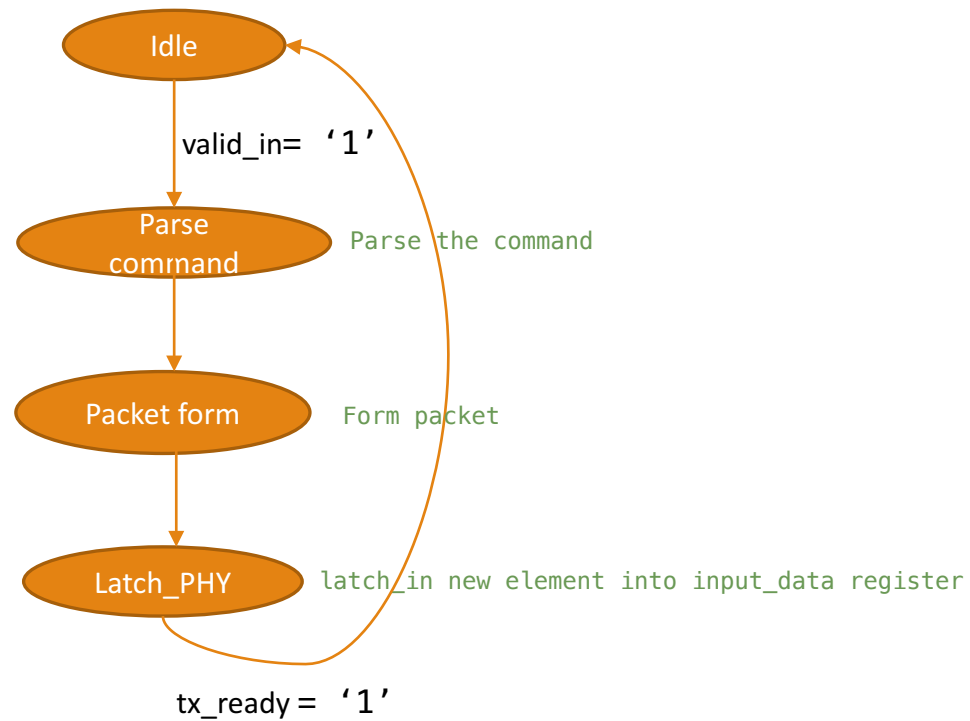 Idle
valid_in= ‘1’
Parse
command
Parse the command
Packet form
Form packet
Latch_PHY
latch_in new element into input_data register
tx_ready = ‘1’